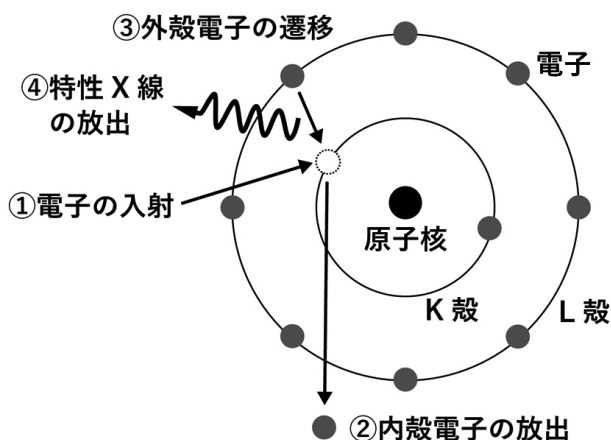 ③外殻電子の遷移
電子
④特性 X 線
の放出
①電子の入射
原子核
K 殻
L 殻
②内殻電子の放出